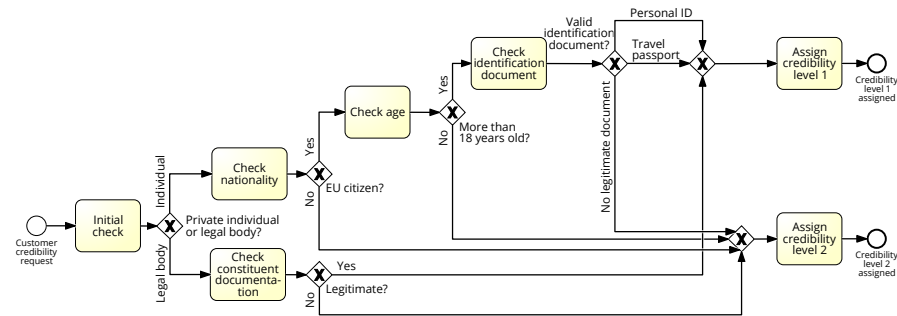 Personal ID
Valid
identification
document?
Travel
passport
Check
identification
document
Assign
credibility
level 1
Credibility
level 1
assigned
Yes
Check age
More than
18 years old?
No
No legitimate document
Yes
Check
nationality
EU citizen?
No
Individual
Initial
check
Customer
credibility
request
Private individual
or legal body?
Legal body
Check
constituent
documenta-
tion
Yes
Legitimate?
No
Assign
credibility
level 2
Credibility
level 2
assigned